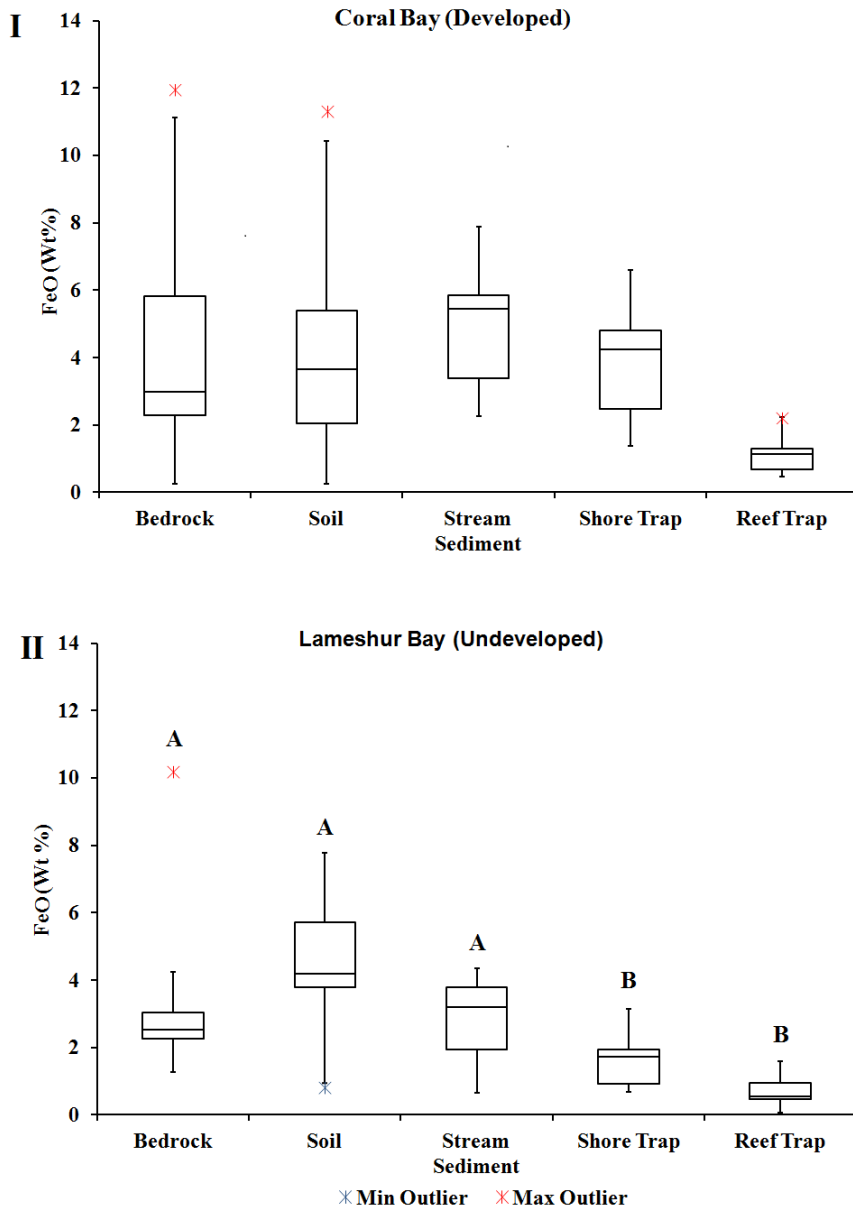 I
Coral Bay (Developed)
14
12
10
8
6
4
2
0
FeO (Wt%)
Bedrock
Soil
Stream
Sediment
Shore Trap
Reef Trap
II
Lameshur Bay (Undeveloped)
14
12
10
8
6
4
2
0
FeO (Wt %)
A
A
A
B
B
Bedrock
Soil
Stream
Sediment
Shore Trap
Reef Trap
Min Outlier
Max Outlier